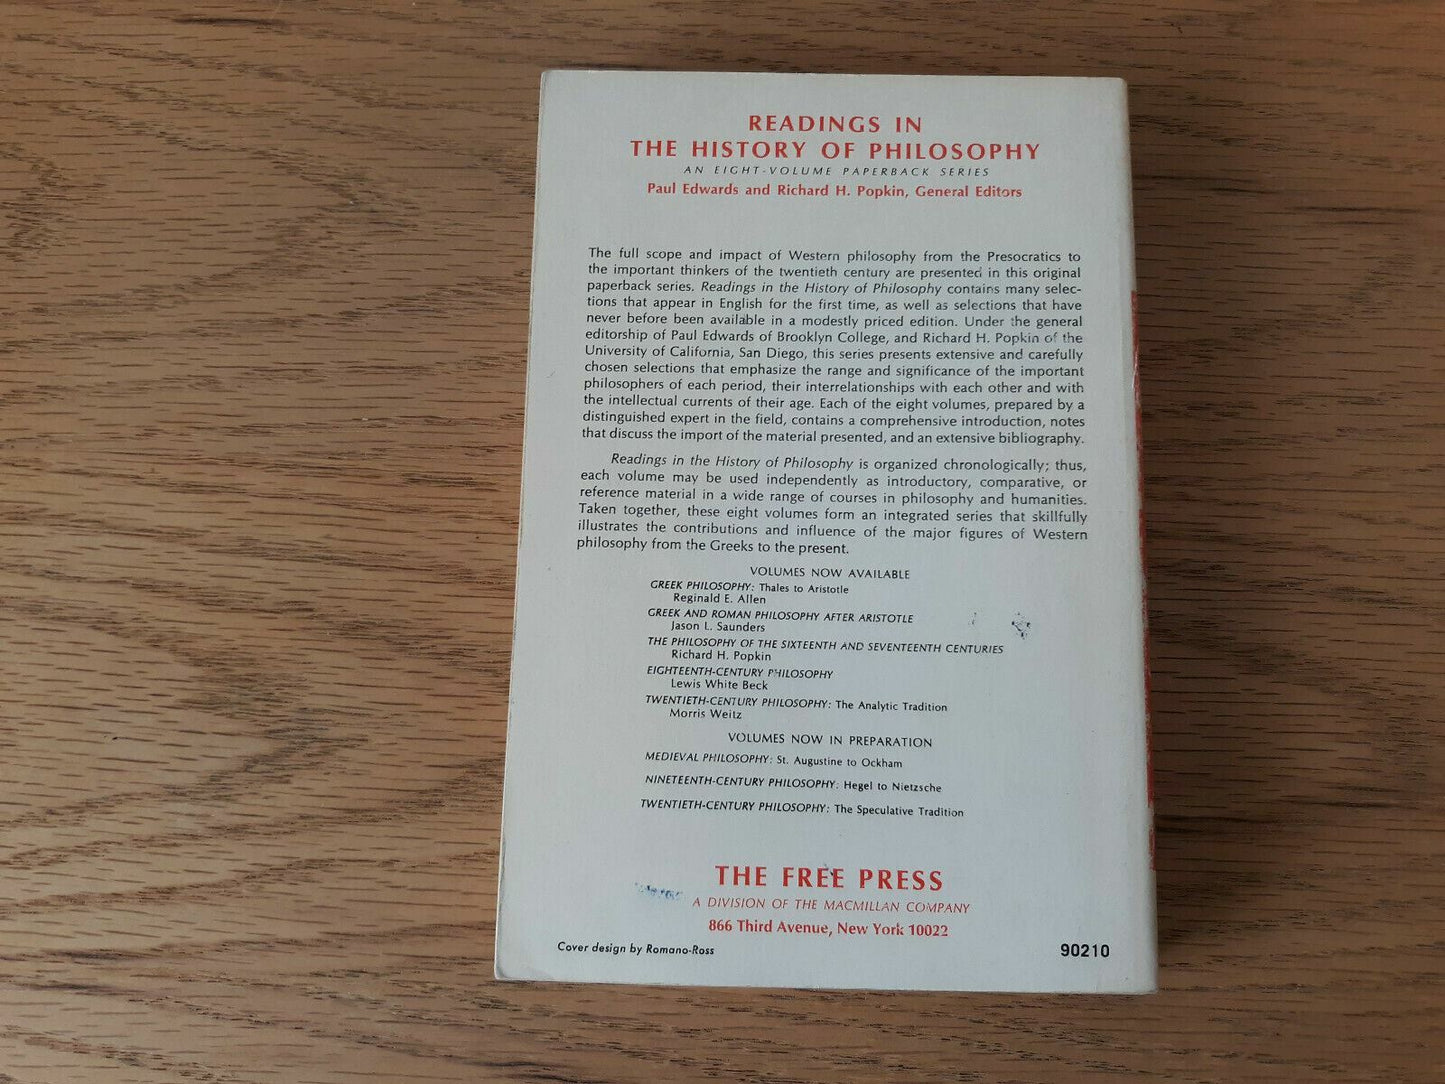 READINGS IN
THE HISTORY OF PHILOSOPHY
AN EIGHT-VOLUME PAPERBACK SERIES
Paul Edwards and Richard H. Popkin, General Editors
The full scope and impact of Western philosophy from the Presocratics to
the important thinkers of the twentieth century are presented in this original
paperback series. Readings in the History of Philosophy contains many selec-
tions that appear in English for the first time, as well as selections that have
never before been available in a modestly priced edition. Under the general
editorship of Paul Edwards of Brooklyn College, and Richard H. Popkin of the
University of California, San Diego, this series presents extensive and carefully
chosen selections that emphasize the range and significance of the important
philosophers of each period, their interrelationships with each other and with
the intellectual currents of their age. Each of the eight volumes, prepared by a
distinguished expert in the field, contains a comprehensive introduction, notes
that discuss the import of the material presented, and an extensive bibliography.
Readings in the History of Philosophy is organized chronologically; thus,
each volume may be used independently as introductory, comparative, or
reference material in a wide range of courses in philosophy and humanities.
Taken together, these eight volumes form an integrated series that skillfully
illustrates the contributions and influence of the major figures of Western
philosophy from the Greeks to the present.
VOLUMES NOW AVAILABLE
GREEK PHILOSOPHY: Thales to Aristotle
Reginald E. Allen
GREEK AND ROMAN PHILOSOPHY AFTER ARISTOTLE
Jason L. Saunders
THE PHILOSOPHY OF THE SIXTEENTH AND SEVENTEENTH CENTURIES
Richard H. Popkin
EIGHTEENTH-CENTURY PHILOSOPHY
Lewis White Beck
TWENTIETH-CENTURY PHILOSOPHY: The Analytic Tradition
Morris Weitz
VOLUMES NOW IN PREPARATION
MEDIEVAL PHILOSOPHY: St. Augustine to Ockham
NINETEENTH-CENTURY PHILOSOPHY: Hegel to Nietzsche
TWENTIETH-CENTURY PHILOSOPHY: The Speculative Tradition
THE FREE PRESS
A DIVISION OF THE MACMILLAN COMPANY
866 Third Avenue, New York 10022
Cover design by Romano-Ross
90210